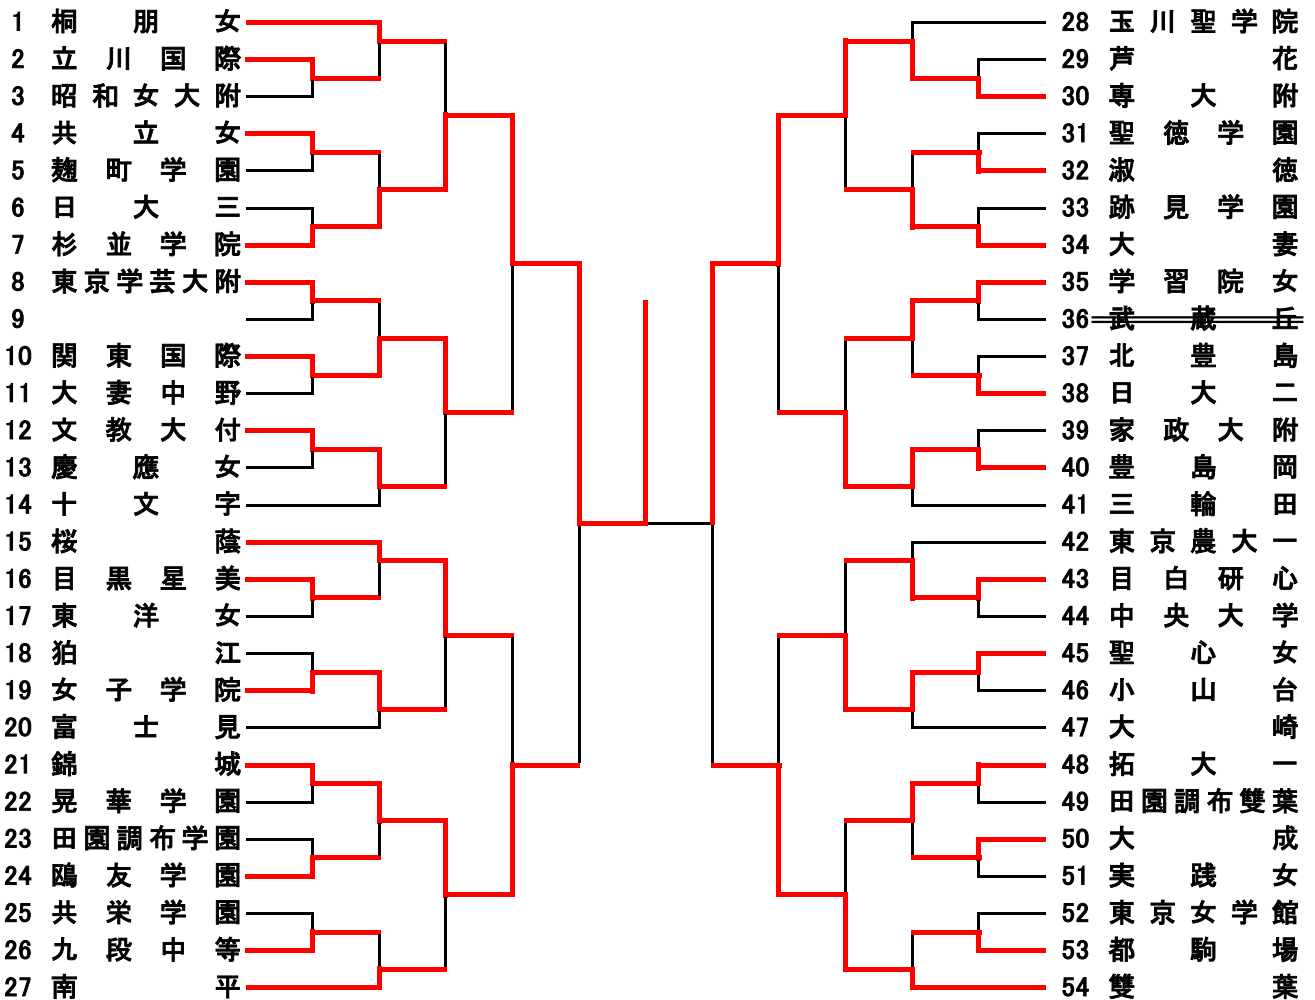 1 桐朋女
2 立川国際
3 昭和女大附
4 共立女
5 麹町学園
6 日大三
7 杉並学院
8 東京学芸大附
9
10 関東国際
11 大妻中野
12 文教大付
13 慶應女
14 十文字
15 桜蔭
16 目黒星美
17 東洋女
18 狛江
19 女子学院
20 富士見
21 錦城
22 晃華学園
23 田園調布学園
24 鴎友学園
25 共栄学園
26 九段中等
27 南平
28 玉川聖学院
29 芦花
30 専大附
31 聖徳学園
32 淑徳
33 跡見学園
34 大妻
35 学習院女
36 武蔵丘
37 北豊島
38 日大二
39 家政大附
40 豊島岡
41 三輪田
42 東京農大一
43 目白研心
44 中央大学
45 聖心女
46 小山台
47 大崎
48 拓大一
49 田園調布雙葉
50 大成
51 実践女
52 東京女学館
53 都駒場
54 雙葉